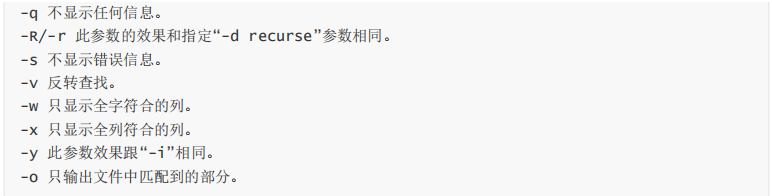 -q 不显示任何信息。
-R/-r 此参数的效果和指定“-d recurse”参数相同。
-s 不显示错误信息。
-v 反转查找。
-w 只显示全字符合的列。
-x 只显示全列符合的列。
-y 此参数效果跟“-i”相同。
-o 只输出文件中匹配到的部分。